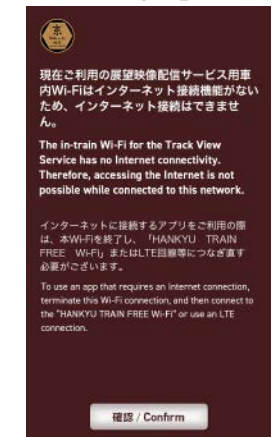 現在ご利用の展望映像配信サービス用車
内Wi-Fiはインターネット接続機能がない
ため、インターネット接続はできませ
ん。
The in-train Wi-Fi for the Track View
Service has no Internet connectivity.
Therefore, accessing the Internet is not
possible while connected to this network.
インターネットに接続するアプリをご利用の際
は、本Wi-Fiを終了し、「HANKYU TRAIN
FREE Wi-Fi」またはLTE回線等につなぎ直す
必要がございます。
To use an app that requires an Internet connection,
terminate this Wi-Fi connection, and then connect to
the "HANKYU TRAIN FREE Wi-Fi" or use an LTE
connection.
確認 / Confirm